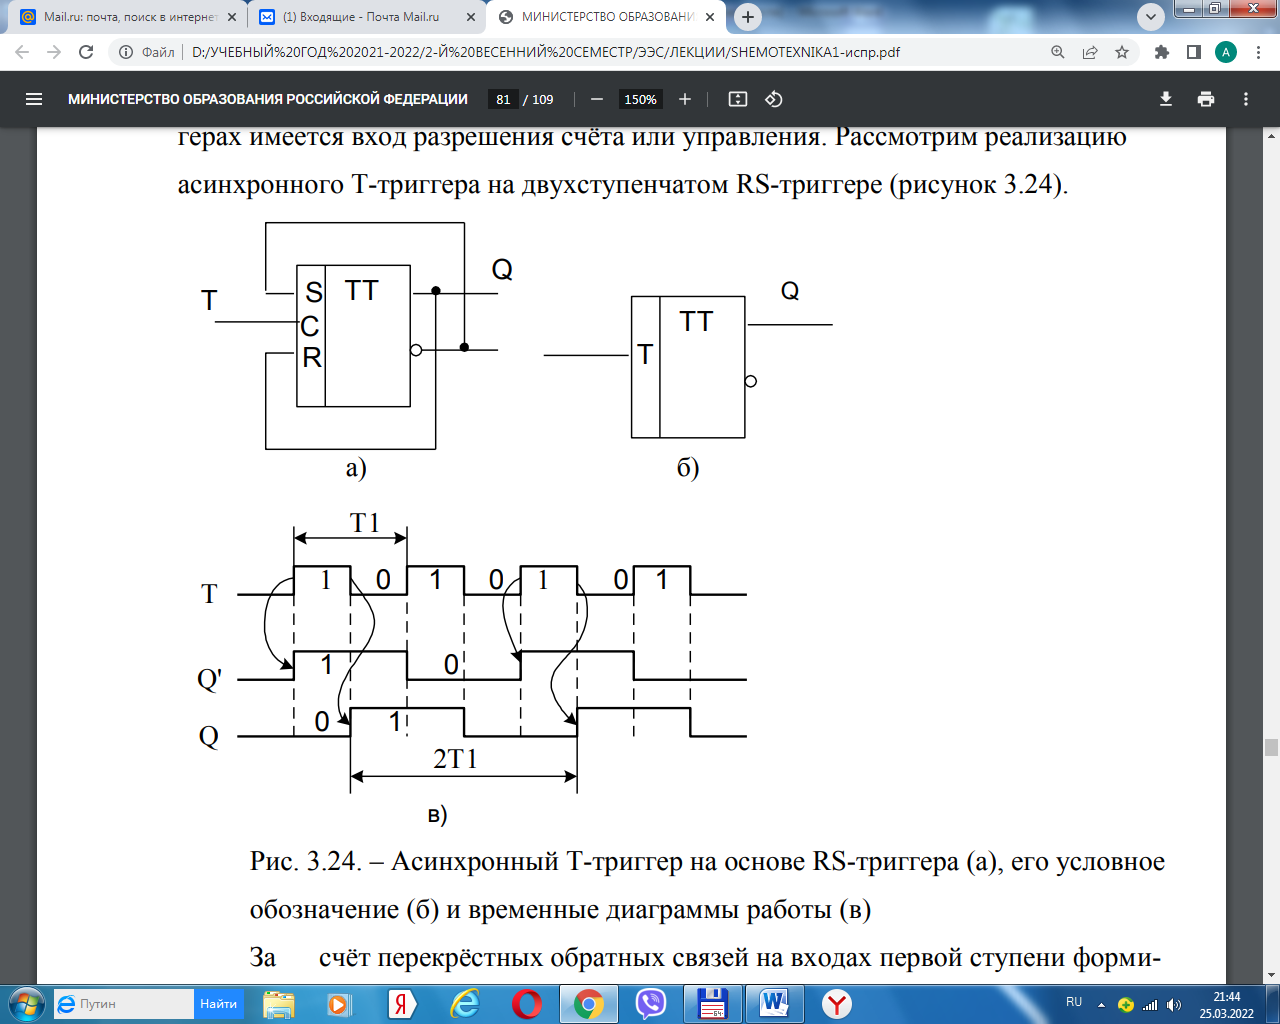 Mail.ru: почта, поиск в интернет
(1) Входящие - Почта Mail.ru
МИНИСТЕРСТВО ОБРАЗОВАНИ
Файл
D:/УЧЕБНЫЙ%20ГОД%202021-2022/2-Й%20ВЕСЕННИЙ%20СЕМЕСТР/ЭЭС/ЛЕКЦИИ/SHEMOTEXNIKA1-испр.pdf
A
МИНИСТЕРСТВО ОБРАЗОВАНИЯ РОССИЙСКОЙ ФЕДЕРАЦИИ
81 / 109
150%
герах имеется вход разрешения счёта или управления. Рассмотрим реализацию
асинхронного Т-триггера на двухступенчатом RS-триггере (рисунок 3.24).
T
S
C
R
TT
Q
T
TT
Q
а)
б)
T1
T
1 0 1 0 1 0 1
Q'
1 0
Q
0 1
2T1
в)
Рис. 3.24. – Асинхронный Т-триггер на основе RS-триггера (а), его условное
обозначение (б) и временные диаграммы работы (в)
За счёт перекрёстных обратных связей на входах первой ступени форми-
Путин
Найти
RU
21:44
25.03.2022